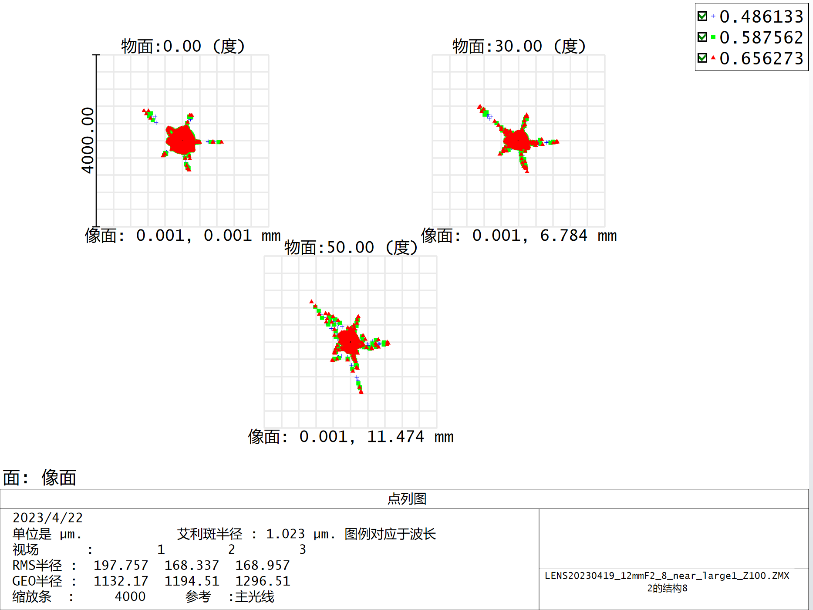 0.486133
0.587562
0.656273
物面:0.00 (度)
物面:30.00 (度)
4000.00
像面: 0.001, 0.001 mm
像面: 0.001, 6.784 mm
物面:50.00 (度)
像面: 0.001, 11.474 mm
面: 像面
点列图
2023/4/22
单位是 µm. 艾利斑半径 : 1.023 µm. 图例对应于波长
视场 : 1 2 3
RMS半径 : 197.757 168.337 168.957
GEO半径 : 1132.17 1194.51 1296.51
缩放条 : 4000 参考 :主光线
LENS20230419_12mmF2_8_near_large1_Z100.ZMX
2的结构8